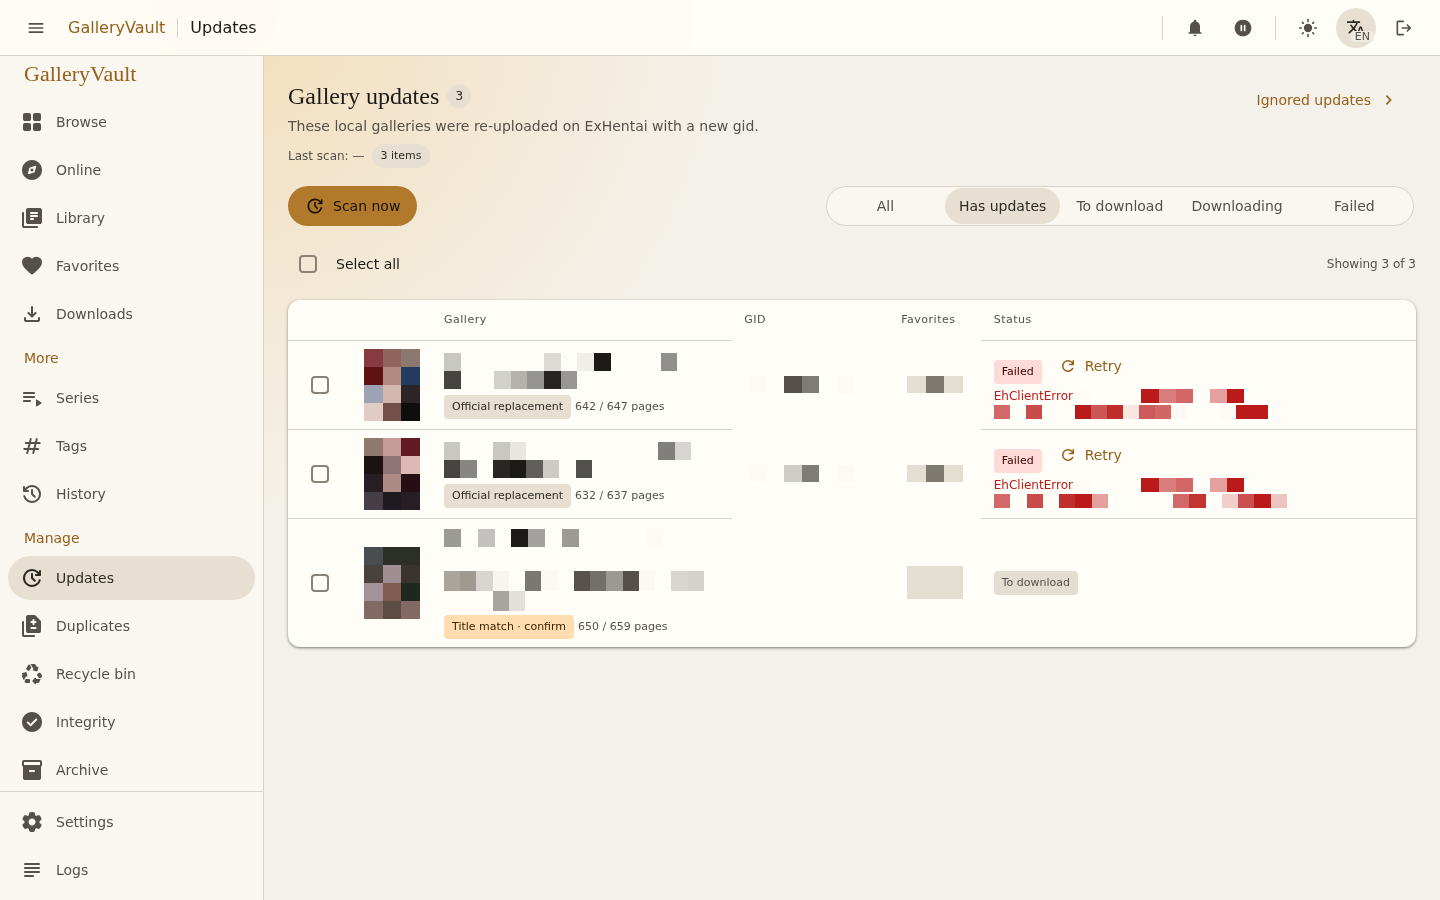 GalleryVault
Updates
EN
GalleryVault
Browse
Online
Library
Favorites
Downloads
More
Series
Tags
History
Manage
Updates
Duplicates
Recycle bin
Integrity
Archive
Settings
Logs
Gallery updates 3
Ignored updates
These local galleries were re-uploaded on ExHentai with a new gid.
Last scan: — 3 items
Scan now
All Has updates To download Downloading Failed
Select all
Showing 3 of 3
Gallery GID Favorites Status
Failed Retry
EhClientError
Official replacement 642 / 647 pages
Failed Retry
EhClientError
Official replacement 632 / 637 pages
To download
Title match · confirm 650 / 659 pages